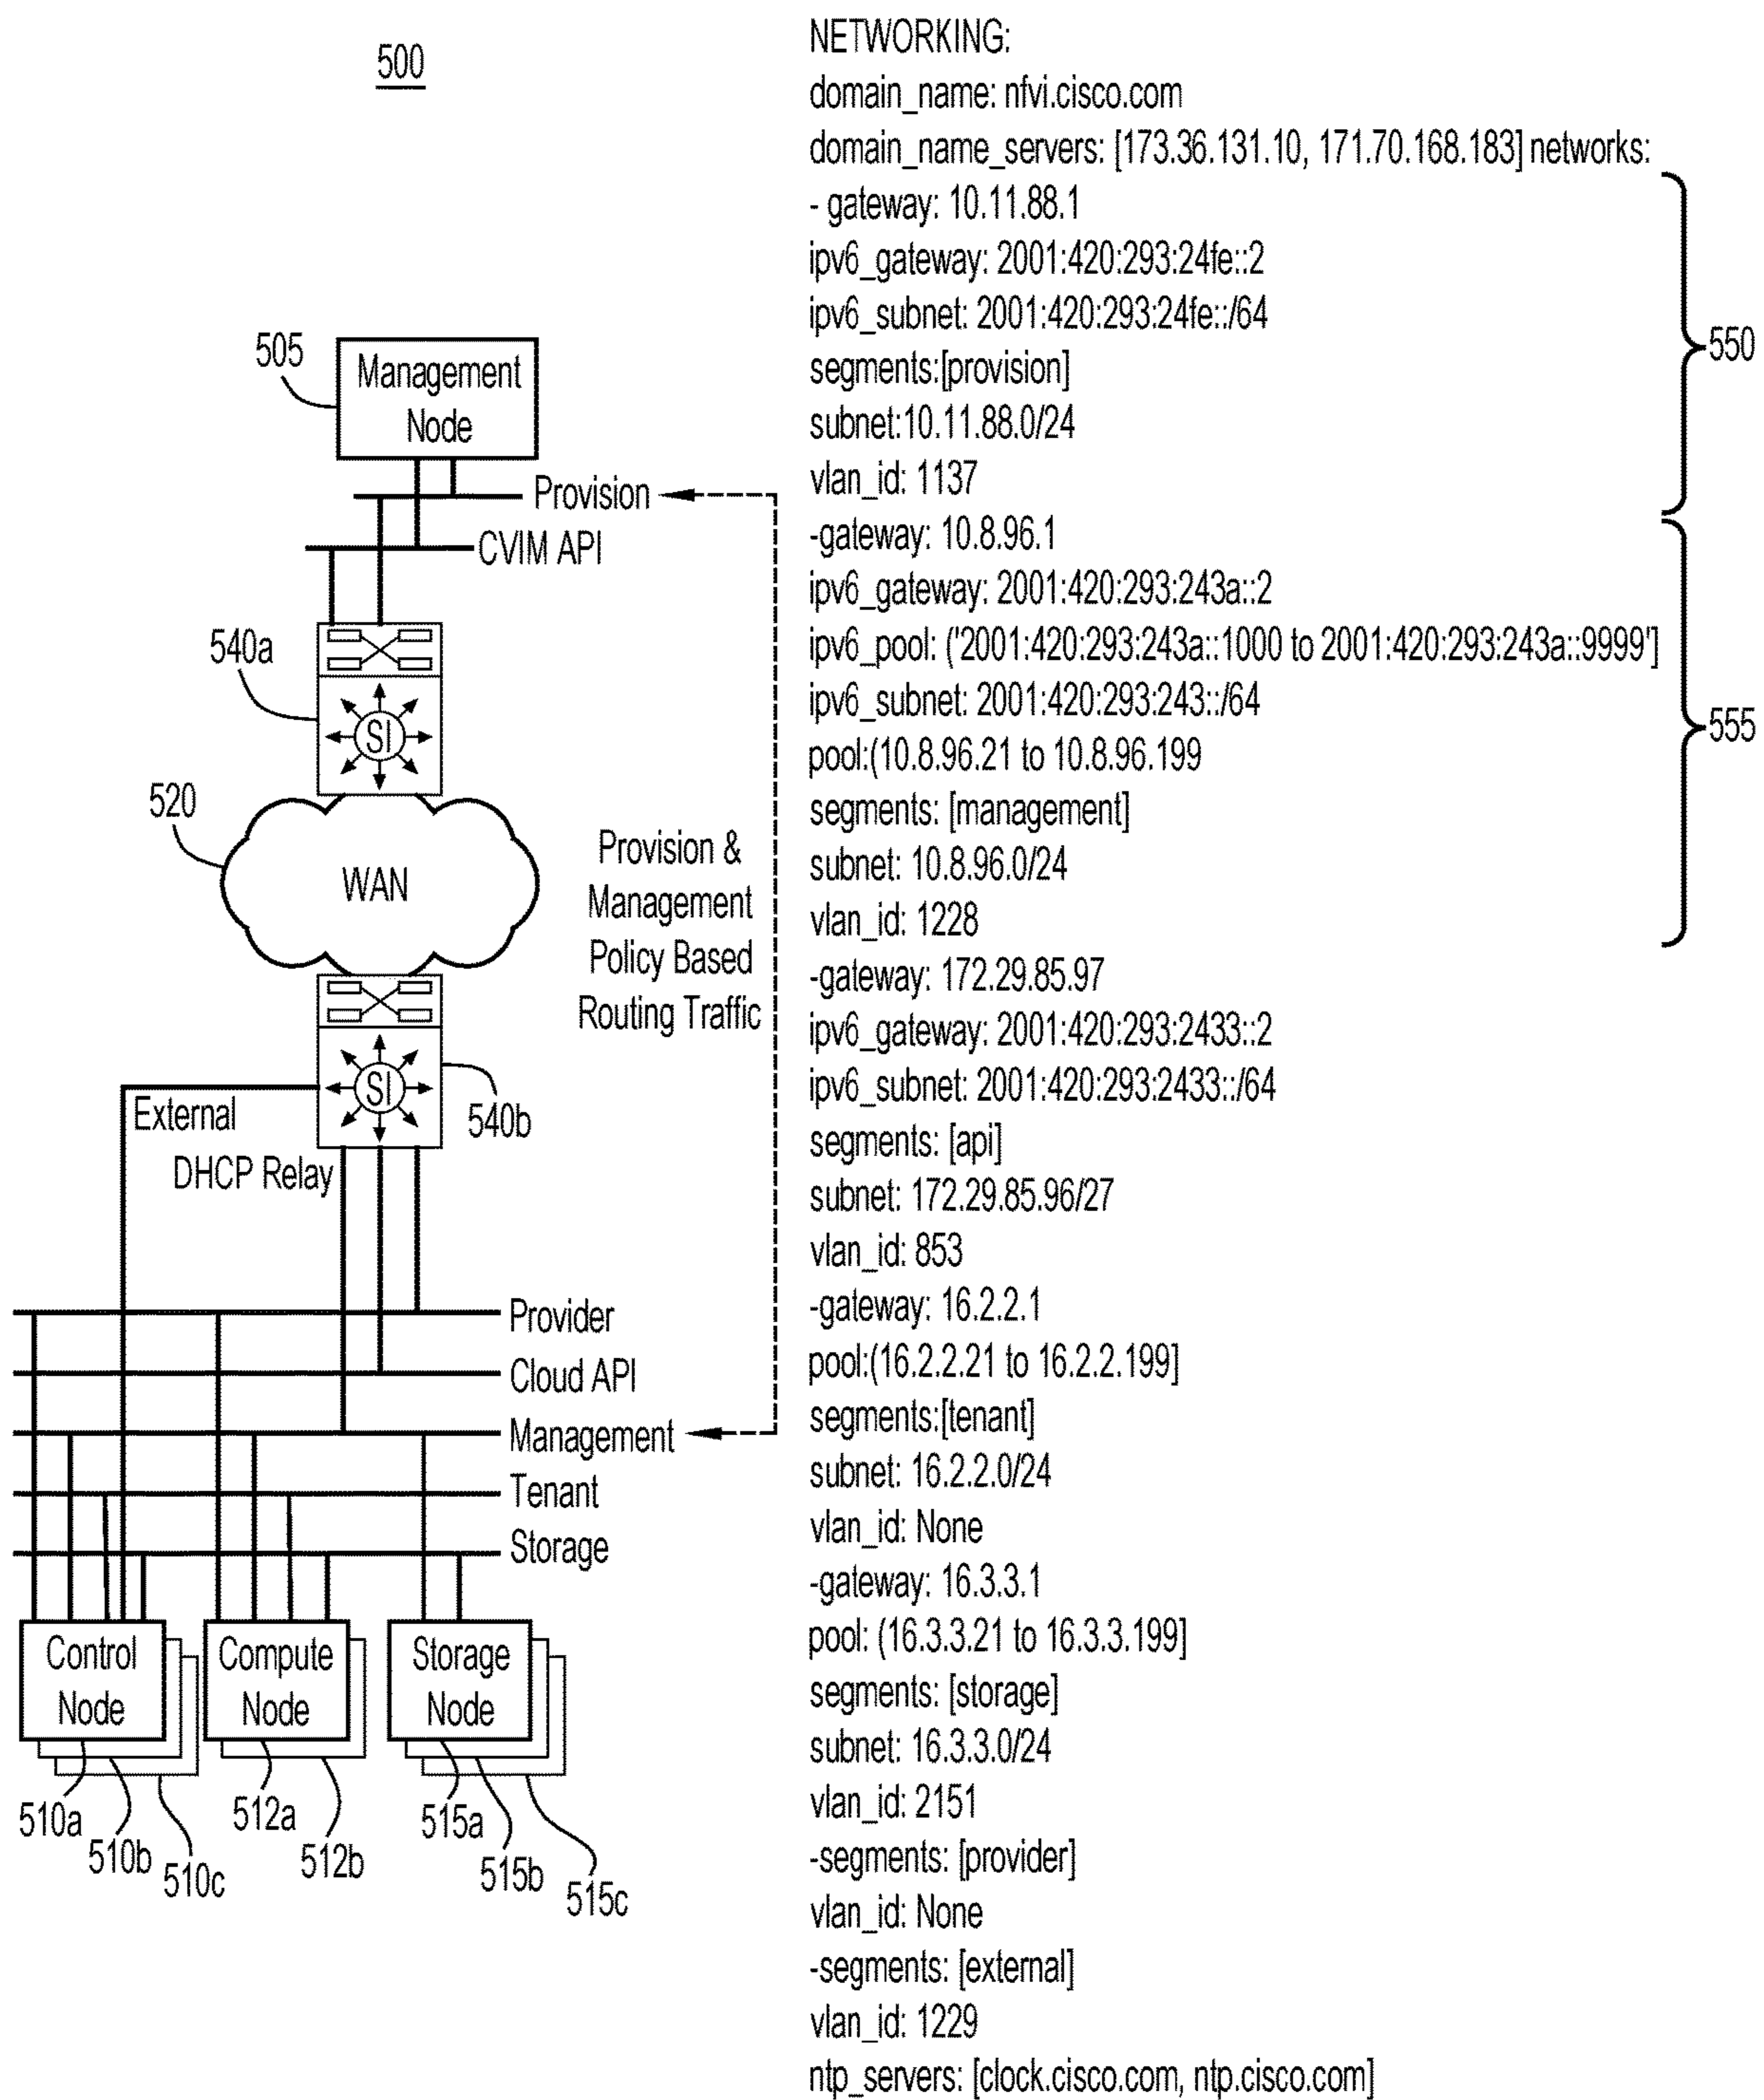 500
505
Management
Node
Provision
CVIM API
540a
SI
520
WAN
Provision &
Management
Policy Based
Routing Traffic
SI
External
540b
DHCP Relay
Provider
Cloud API
Management
Tenant
Storage
Control
Node
Compute
Node
Storage
Node
510a
510b
510c
512a
512b
515a
515b
515c
NETWORKING:
domain_name: nfvi.cisco.com
domain_name_servers: [173.36.131.10, 171.70.168.183] networks:
- gateway: 10.11.88.1
ipv6_gateway: 2001:420:293:24fe::2
ipv6_subnet: 2001:420:293:24fe::/64
segments:[provision]
subnet:10.11.88.0/24
vlan_id: 1137
550
-gateway: 10.8.96.1
ipv6_gateway: 2001:420:293:243a::2
ipv6_pool: ('2001:420:293:243a::1000 to 2001:420:293:243a::9999']
ipv6_subnet: 2001:420:293:243::/64
pool:(10.8.96.21 to 10.8.96.199
segments: [management]
subnet: 10.8.96.0/24
vlan_id: 1228
555
-gateway: 172.29.85.97
ipv6_gateway: 2001:420:293:2433::2
ipv6_subnet: 2001:420:293:2433::/64
segments: [api]
subnet: 172.29.85.96/27
vlan_id: 853
-gateway: 16.2.2.1
pool:(16.2.2.21 to 16.2.2.199]
segments:[tenant]
subnet: 16.2.2.0/24
vlan_id: None
-gateway: 16.3.3.1
pool: (16.3.3.21 to 16.3.3.199]
segments: [storage]
subnet: 16.3.3.0/24
vlan_id: 2151
-segments: [provider]
vlan_id: None
-segments: [external]
vlan_id: 1229
ntp_servers: [clock.cisco.com, ntp.cisco.com]